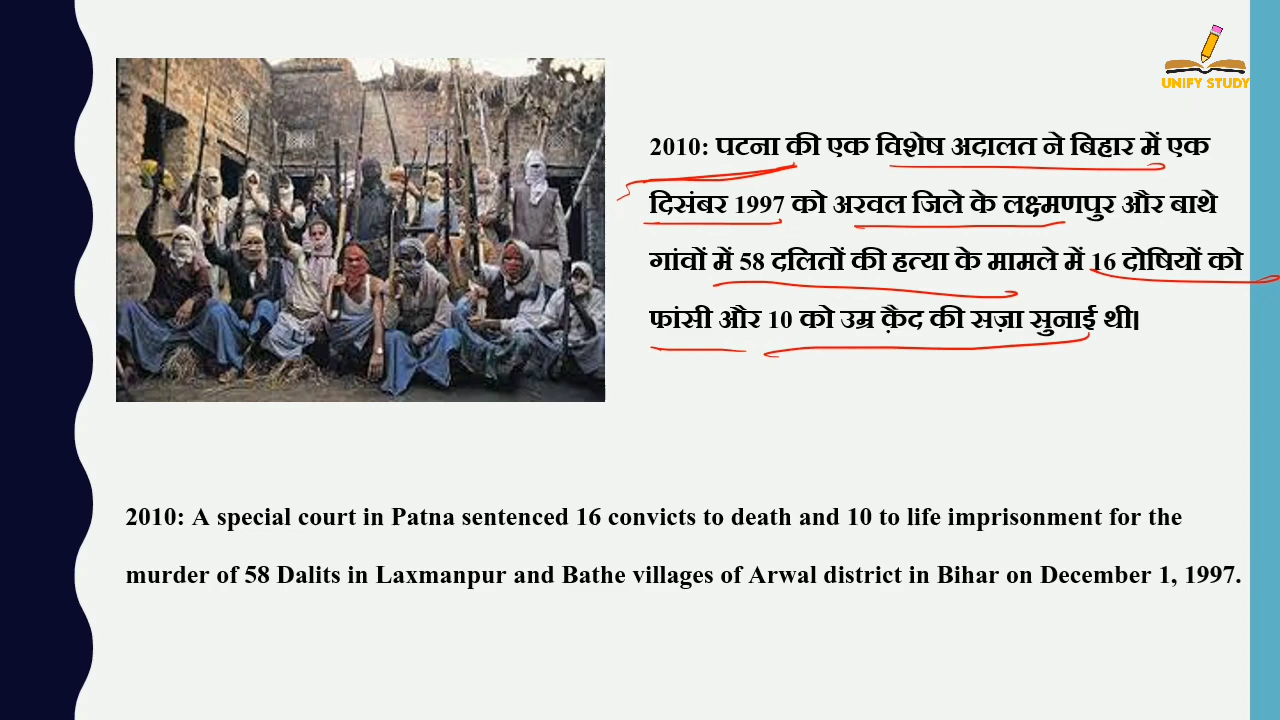 UNIFY STUDY
2010: पटना की एक विशेष अदालत ने बिहार में एक
दिसंबर 1997 को अरवल जिले के लक्ष्मणपुर और बाथे
गांवों में 58 दलितों की हत्या के मामले में 16 दोषियों को
फांसी और 10 को उम्र क़ैद की सज़ा सुनाई थी।
2010: A special court in Patna sentenced 16 convicts to death and 10 to life imprisonment for the
murder of 58 Dalits in Laxmanpur and Bathe villages of Arwal district in Bihar on December 1, 1997.